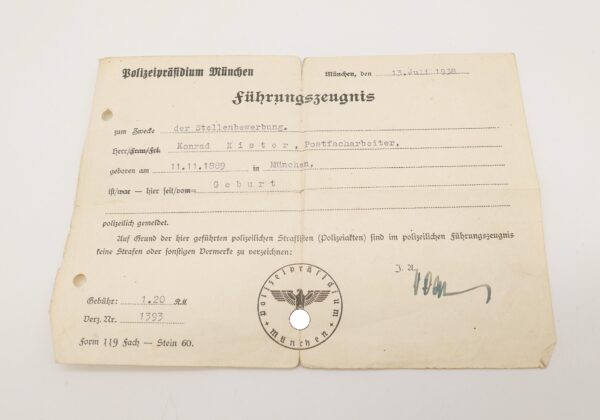 Polizeipräsidium München
München, den 13. Juli 1938
Führungszeugnis
zum Zwecke der Stellenbewerbung.
Herr/Frau/Frl. Konrad Kistor, Postfacharbeiter,
geboren am 11.11.1889 in München,
ist/war — hier seit/vom Geburt
polizeilich gemeldet.
Auf Grund der hier geführten polizeilichen Straflisten (Polizeiakten) sind im polizeilichen Führungszeugnis
keine Strafen oder sonstigen Vermerke zu verzeichnen:
J. A.
Gebühr: 1.20 RM
Verz. Nr. 1393
Polizeipräsidium
München
Form 119 Fach — Stein 60.